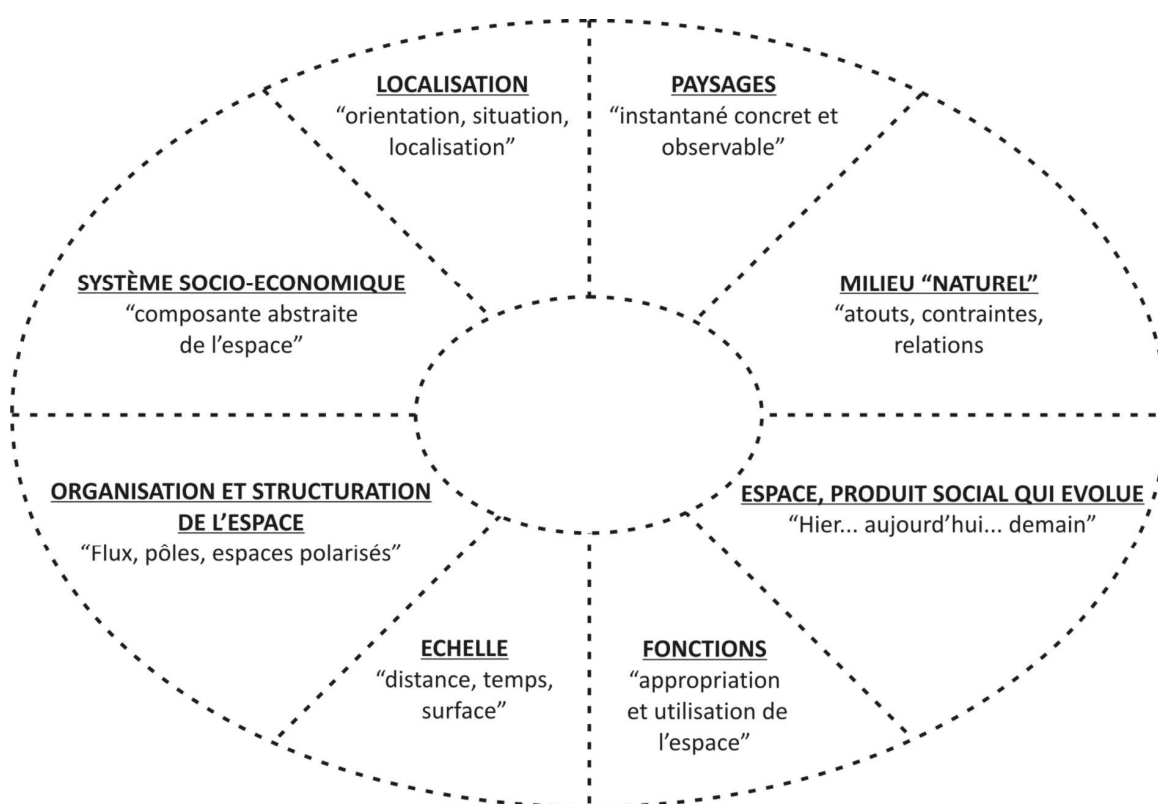 LOCALISATION
“orientation, situation,
localisation”
PAYSAGES
“instantané concret et
observable”
SYSTÈME SOCIO-ECONOMIQUE
“composante abstraite
de l’espace”
MILIEU “NATUREL”
“atouts, contraintes,
relations
ORGANISATION ET STRUCTURATION
DE L’ESPACE
“Flux, pôles, espaces polarisés”
ESPACE, PRODUIT SOCIAL QUI EVOLUE
“Hier... aujourd’hui... demain”
ECHELLE
“distance, temps,
surface”
FONCTIONS
“appropriation
et utilisation de
l’espace”